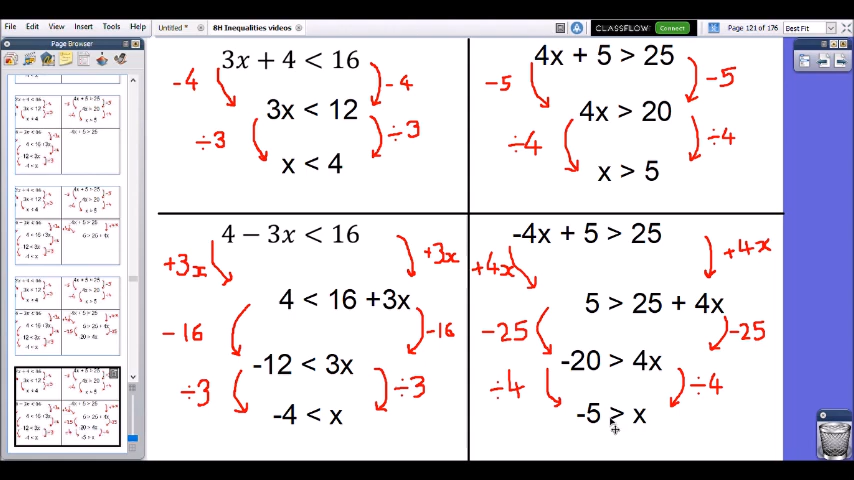 File Edit View Insert Tools Help
Untitled *
8H Inequalities videos
CLASSFLOW Connect
Page 121 of 176
Best Fit
Page Browser
3x + 4 < 16
-4 -4
3x < 12
÷3 ÷3
x < 4
4x + 5 > 25
-5 -5
4x > 20
÷4 ÷4
x > 5
4 − 3x < 16
+3x +3x
4 < 16 +3x
-16 -16
-12 < 3x
÷3 ÷3
-4 < x
-4x + 5 > 25
+4x +4x
5 > 25 + 4x
-25 -25
-20 > 4x
÷4 ÷4
-5 > x